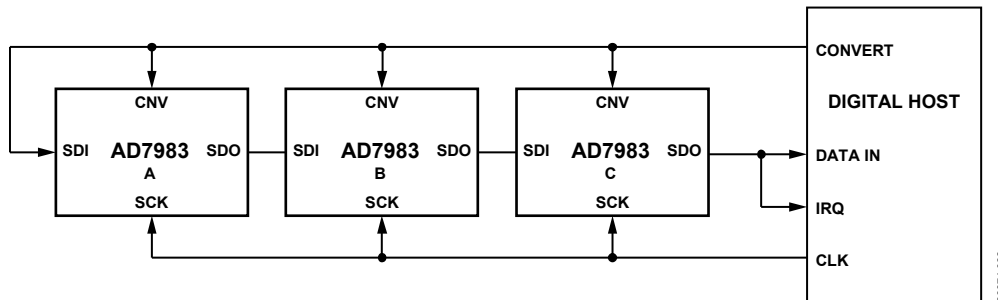 CONVERT
CNV CNV CNV
DIGITAL HOST
SDI AD7983 SDO SDI AD7983 SDO SDI AD7983 SDO DATA IN
A B C
SCK SCK SCK
IRQ
CLK